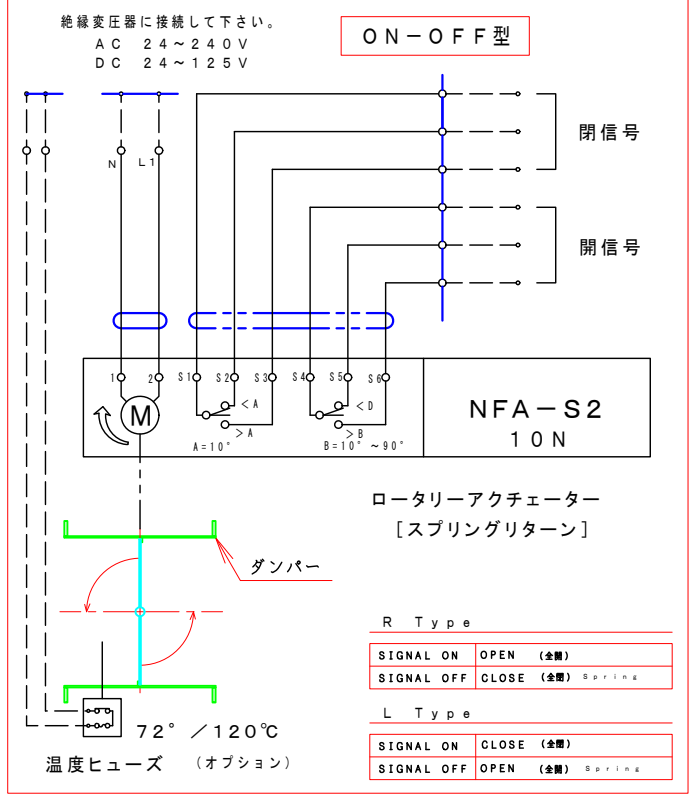 絶縁変圧器に接続して下さい。
AC 24~240V
DC 24~125V
ON-OFF型
閉信号
開信号
N L1
1 2 S1 S2 S3 S4 S5 S6
M
<A
>A
A=10°
<D
>B
B=10° ~90°
NFA-S2
10N
ロータリーアクチェーター
[スプリングリターン]
ダンパー
R Type
SIGNAL ON OPEN (全開)
SIGNAL OFF CLOSE (全閉) Spring
L Type
SIGNAL ON CLOSE (全閉)
SIGNAL OFF OPEN (全開) Spring
72° /120℃
温度ヒューズ (オプション)